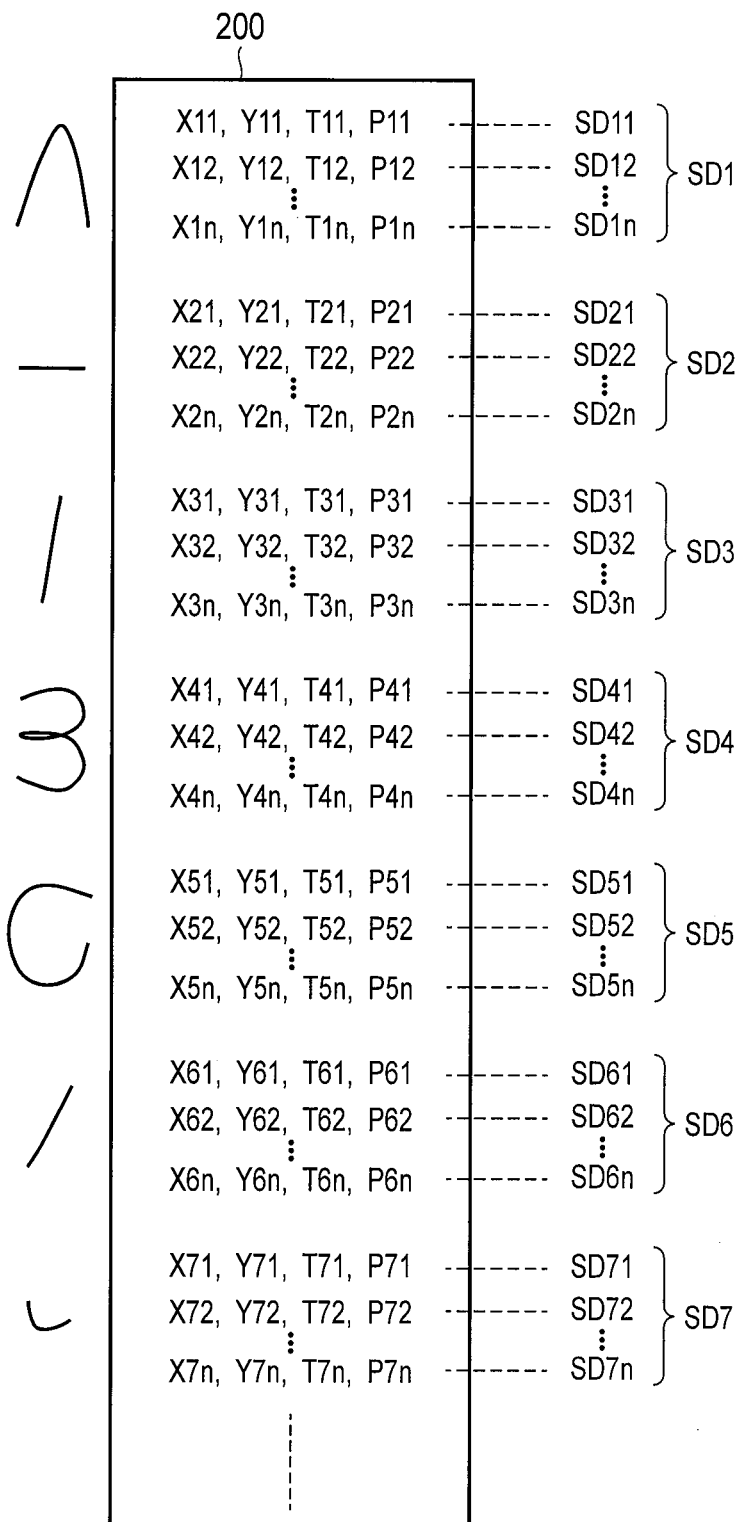 200
X11, Y11, T11, P11 SD11
X12, Y12, T12, P12 SD12 SD1
X1n, Y1n, T1n, P1n SD1n
X21, Y21, T21, P21 SD21
X22, Y22, T22, P22 SD22 SD2
X2n, Y2n, T2n, P2n SD2n
X31, Y31, T31, P31 SD31
X32, Y32, T32, P32 SD32 SD3
X3n, Y3n, T3n, P3n SD3n
X41, Y41, T41, P41 SD41
X42, Y42, T42, P42 SD42 SD4
X4n, Y4n, T4n, P4n SD4n
X51, Y51, T51, P51 SD51
X52, Y52, T52, P52 SD52 SD5
X5n, Y5n, T5n, P5n SD5n
X61, Y61, T61, P61 SD61
X62, Y62, T62, P62 SD62 SD6
X6n, Y6n, T6n, P6n SD6n
X71, Y71, T71, P71 SD71
X72, Y72, T72, P72 SD72 SD7
X7n, Y7n, T7n, P7n SD7n